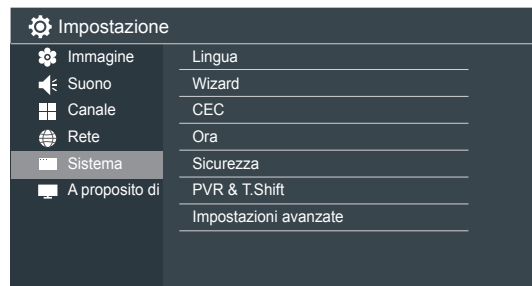 Impostazione
Immagine
Suono
Canale
Rete
Sistema
A proposito di
Lingua
Wizard
CEC
Ora
Sicurezza
PVR & T.Shift
Impostazioni avanzate